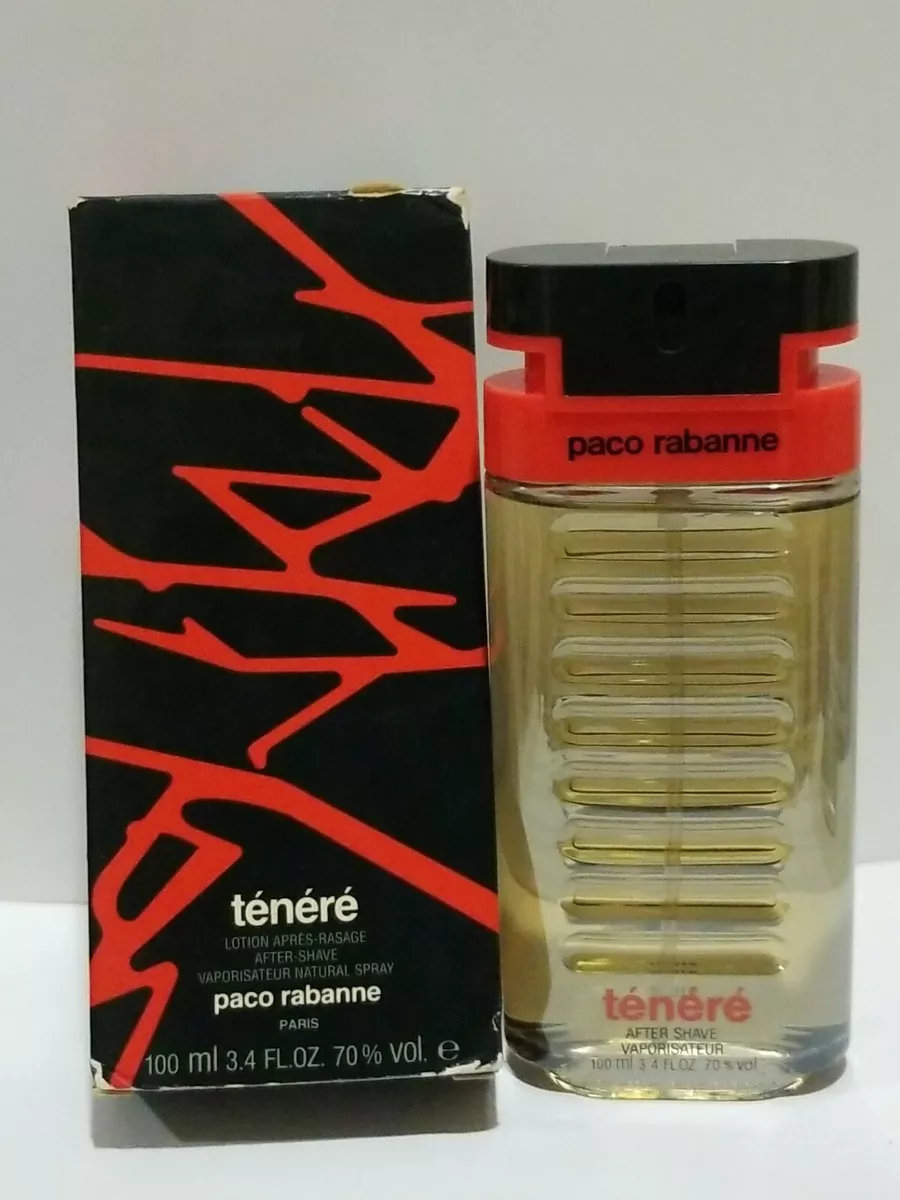 ténéré
LOTION APRÈS-RASAGE
AFTER-SHAVE
VAPORISATEUR NATURAL SPRAY
paco rabanne
PARIS
100 ml 3.4 FL.OZ. 70% Vol. ℮
paco rabanne
ténéré
AFTER SHAVE
VAPORISATEUR
100 ml 3 4 FL OZ 70% vol